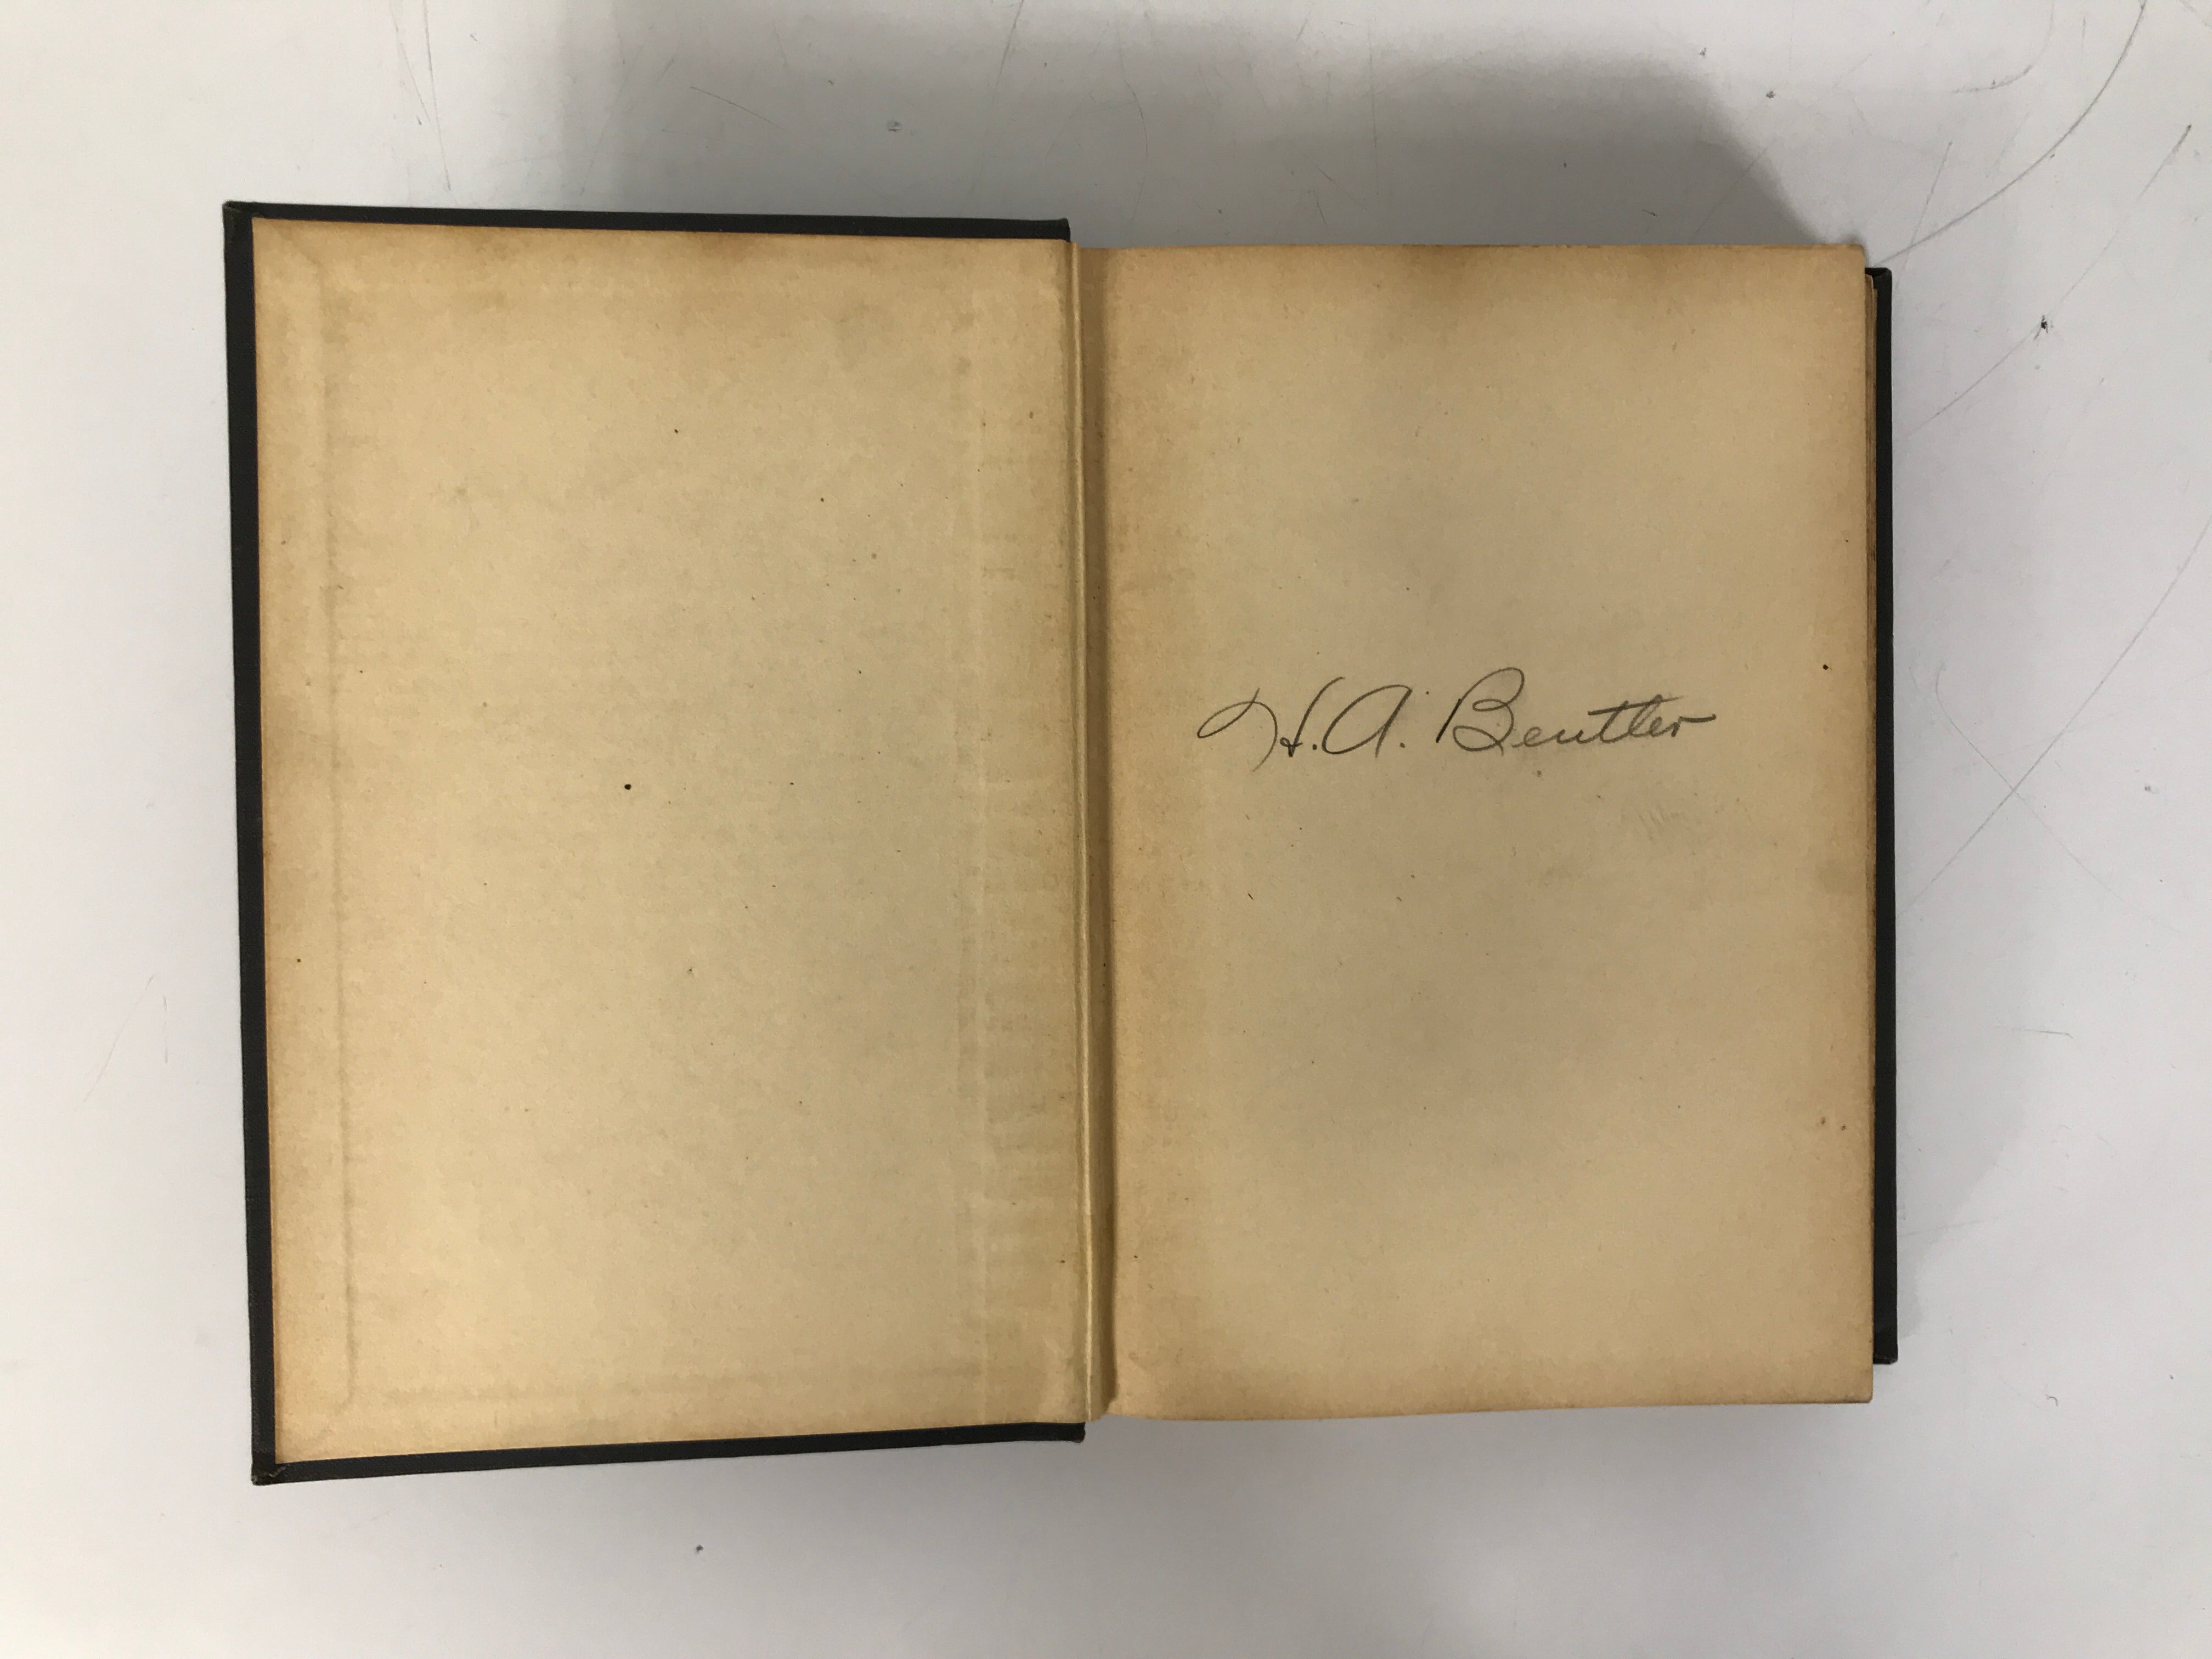 H. A. Beutler